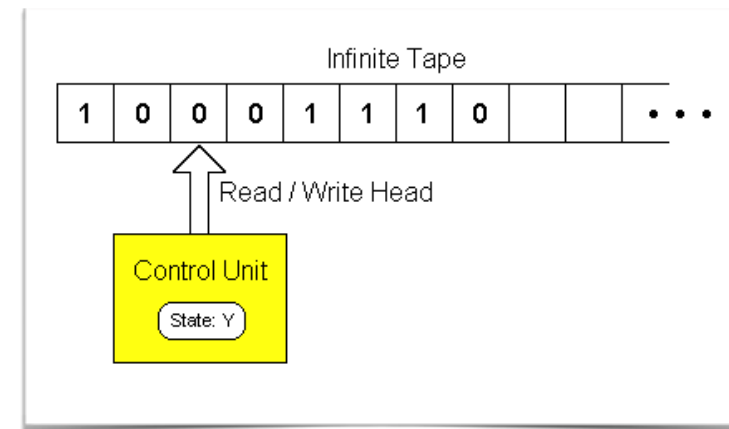 Infinite Tape
1 0 0 0 1 1 1 0 • • •
Read / Write Head
Control Unit
State: Y